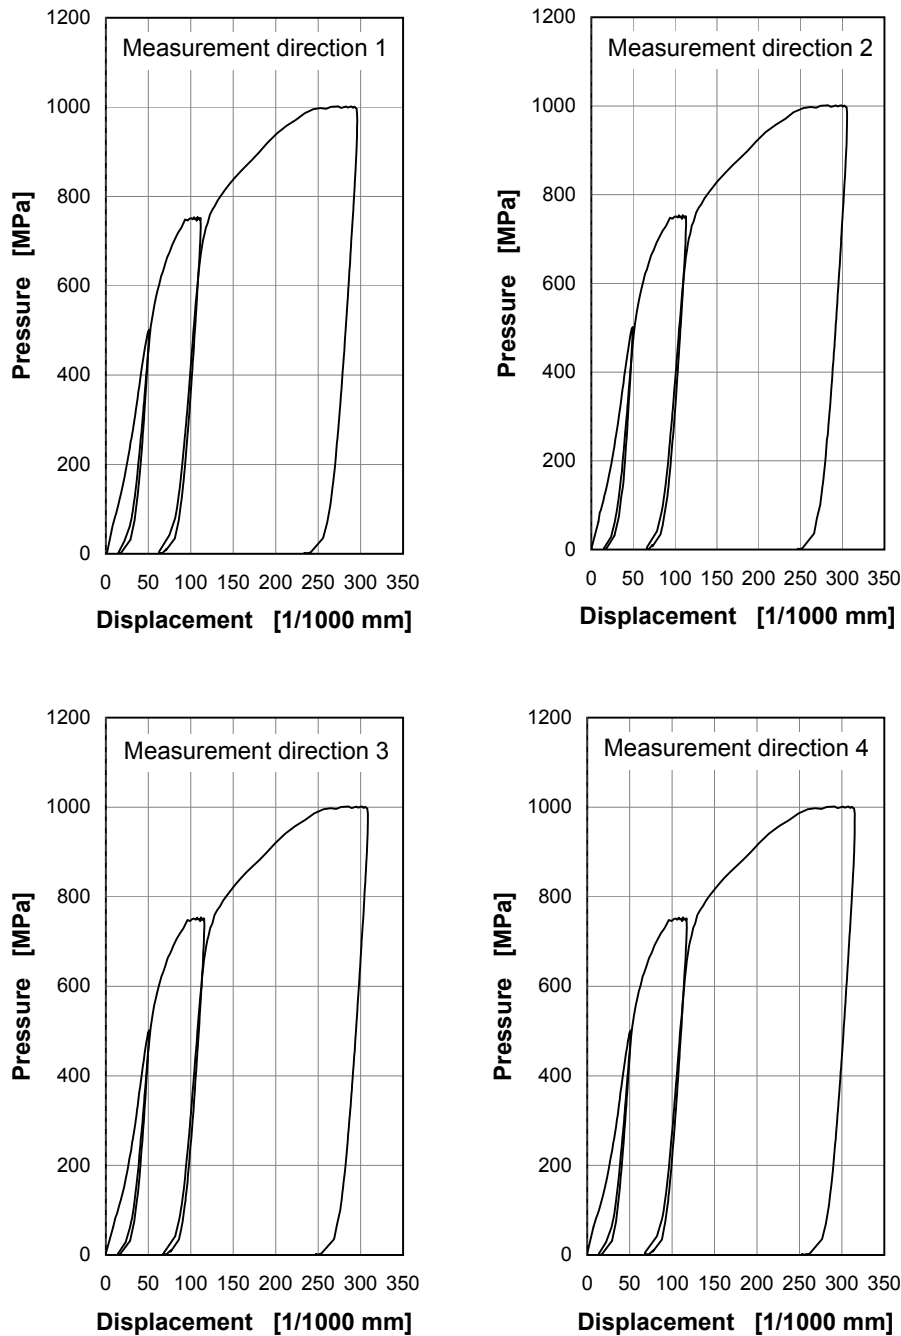 Measurement direction 1
1200
1000
800
600
400
200
0
Pressure [MPa]
0 50 100 150 200 250 300 350
Displacement [1/1000 mm]
Measurement direction 2
1200
1000
800
600
400
200
0
Pressure [MPa]
0 50 100 150 200 250 300 350
Displacement [1/1000 mm]
Measurement direction 3
1200
1000
800
600
400
200
0
Pressure [MPa]
0 50 100 150 200 250 300 350
Displacement [1/1000 mm]
Measurement direction 4
1200
1000
800
600
400
200
0
Pressure [MPa]
0 50 100 150 200 250 300 350
Displacement [1/1000 mm]